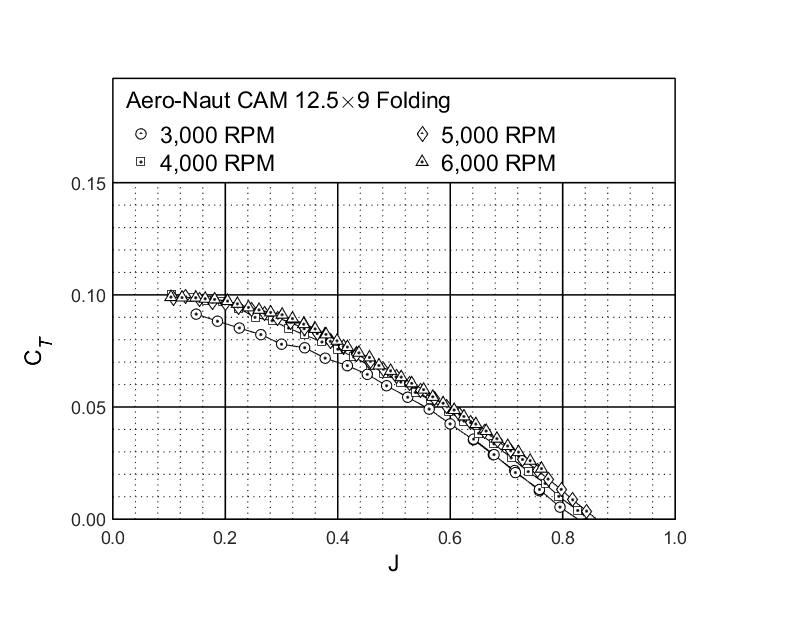 Aero-Naut CAM 12.5×9 Folding
3,000 RPM 5,000 RPM
4,000 RPM 6,000 RPM
0.15
0.10
C_T
0.05
0.00
0.0 0.2 0.4 0.6 0.8 1.0
J